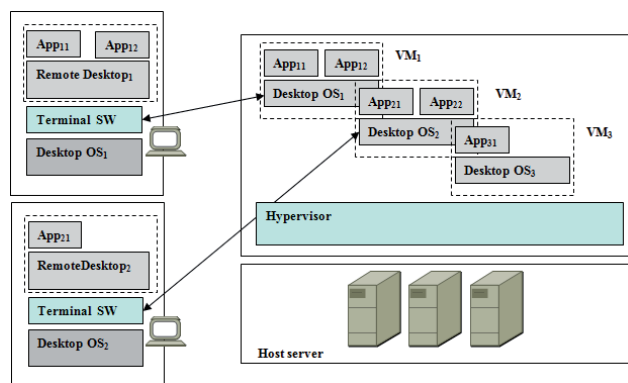 App11 App12
Remote Desktop1
Terminal SW
Desktop OS1
App21
RemoteDesktop2
Terminal SW
Desktop OS2
App11 App12 VM1
Desktop OS1
App21 App22 VM2
Desktop OS2
App31 VM3
Desktop OS3
Hypervisor
Host server